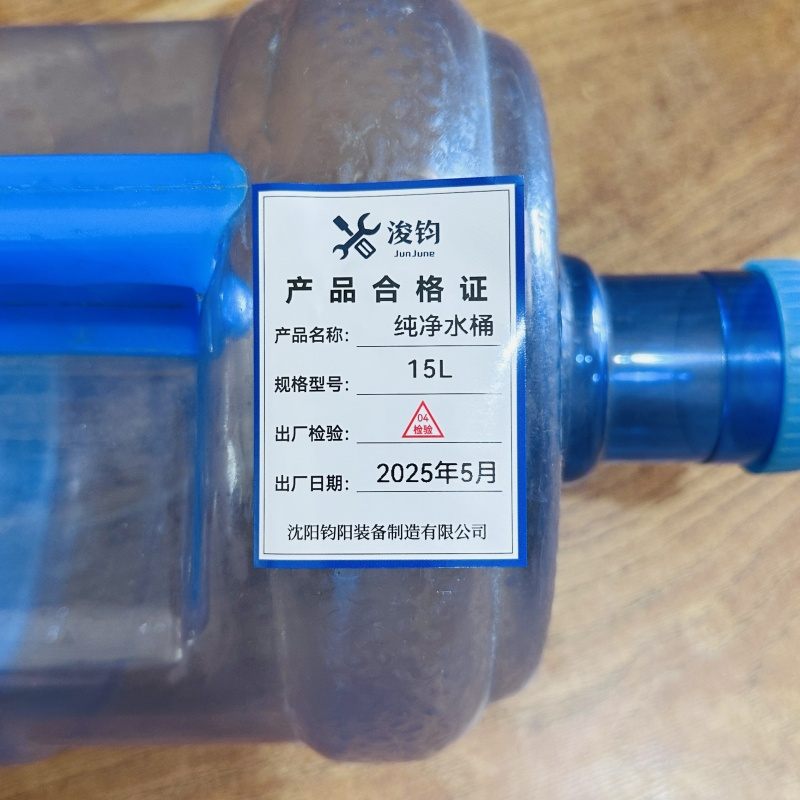 浚钧
JunJune
产品合格证
产品名称: 纯净水桶
规格型号: 15L
出厂检验: 04 检验
出厂日期: 2025年5月
沈阳钧阳装备制造有限公司